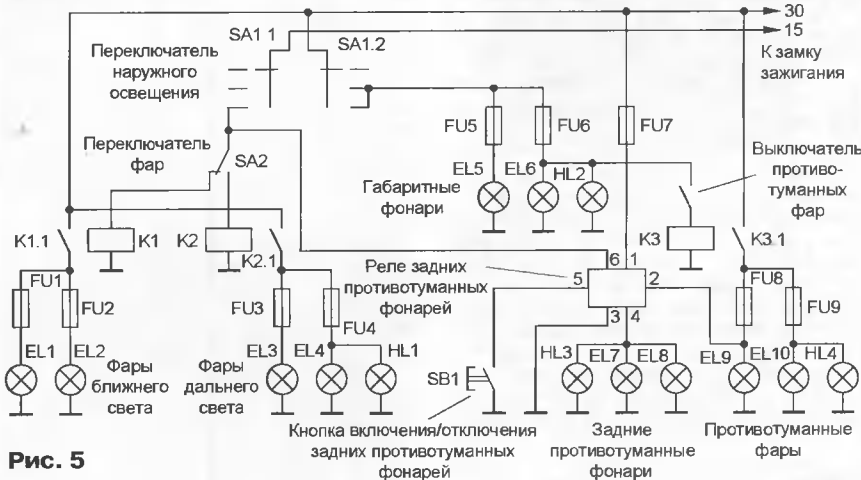 30
SA1 1
15
SA1.2
Переключатель
наружного
освещения
К замку
зажигания
Переключатель
фар
SA2
FU5
FU6
FU7
EL5
EL6
HL2
Габаритные
фонари
Выключатель
противо-
туманных
фар
K1.1
K1
K2
K2.1
K3
K3.1
Реле задних
противотуманных
фонарей
6
1
5
2
3
4
FU1
FU2
FU3
FU4
FU8
FU9
EL1
EL2
EL3
EL4
HL1
SB1
HL3
EL7
EL8
EL9
EL10
HL4
Фары
ближнего
света
Фары
дальнего
света
Кнопка включения/отключения
задних противотуманных
фонарей
Задние
противотуманные
фонари
Противотуманные
фары
Рис. 5